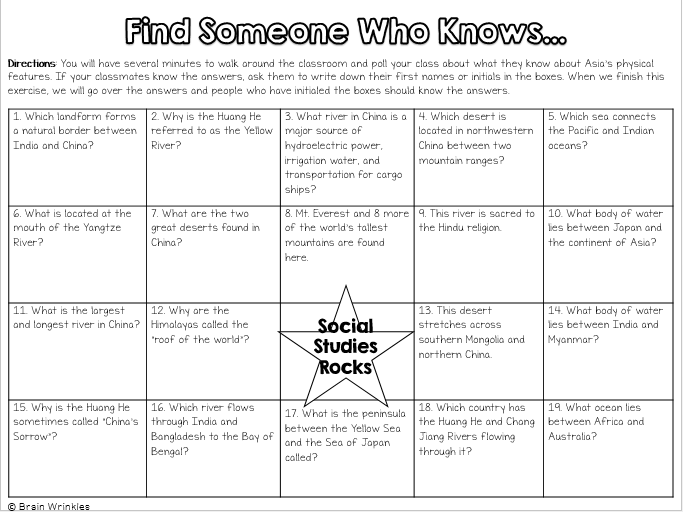 Find Someone Who Knows...
Directions: You will have several minutes to walk around the classroom and poll your class about what they know about Asia's physical
features. If your classmates know the answers, ask them to write down their first names or initials in the boxes. When we finish this
exercise, we will go over the answers and people who have initialed the boxes should know the answers.
1. Which landform forms
a natural border between
India and China?
2. Why is the Huang He
referred to as the Yellow
River?
3. What river in China is a
major source of
hydroelectric power,
irrigation water, and
transportation for cargo
ships?
4. Which desert is
located in northwestern
China between two
mountain ranges?
5. Which sea connects
the Pacific and Indian
oceans?
6. What is located at the
mouth of the Yangtze
River?
7. What are the two
great deserts found in
China?
8. Mt. Everest and 8 more
of the world's tallest
mountains are found
here.
9. This river is sacred to
the Hindu religion.
10. What body of water
lies between Japan and
the continent of Asia?
11. What is the largest
and longest river in China?
12. Why are the
Himalayas called the
"roof of the world"?
Social
Studies
Rocks
13. This desert
stretches across
southern Mongolia and
northern China.
14. What body of water
lies between India and
Myanmar?
15. Why is the Huang He
sometimes called "China's
Sorrow"?
16. Which river flows
through India and
Bangladesh to the Bay of
Bengal?
17. What is the peninsula
between the Yellow Sea
and the Sea of Japan
called?
18. Which country has
the Huang He and Chang
Jiang Rivers flowing
through it?
19. What ocean lies
between Africa and
Australia?
© Brain Wrinkles